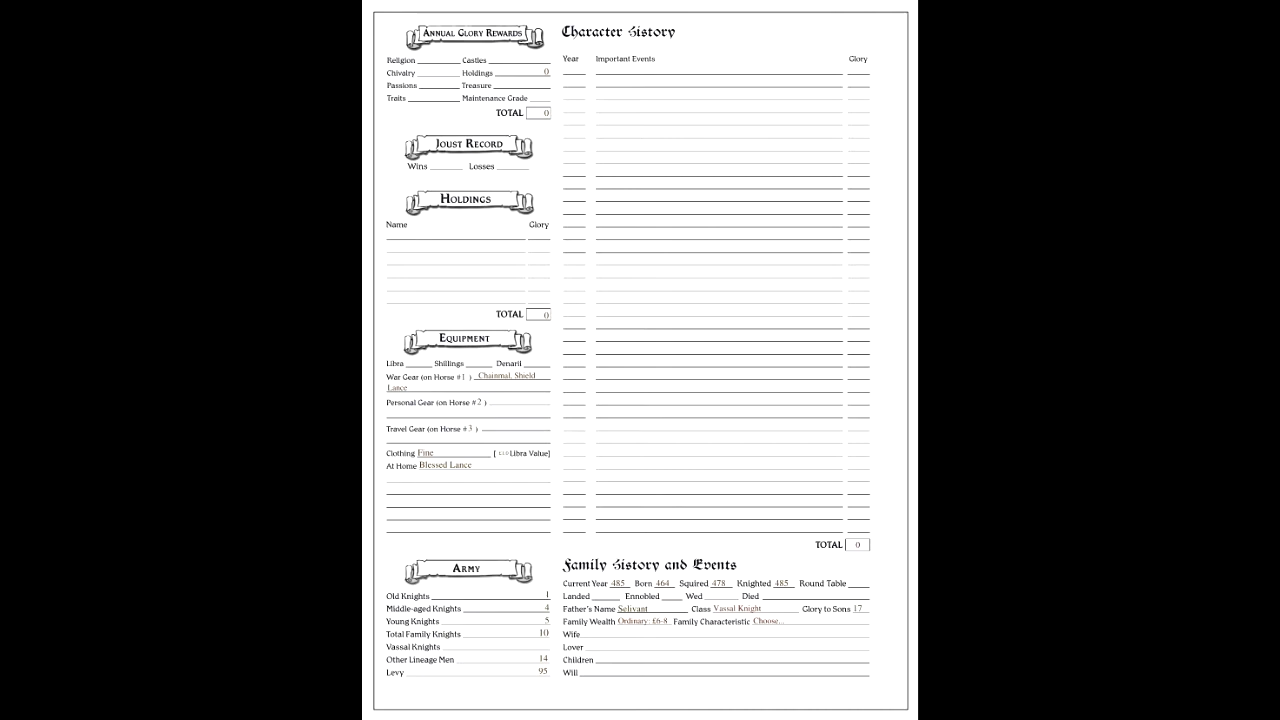 ANNUAL GLORY REWARDS
Religion Castles
Chivalry Holdings 0
Passions Treasure
Traits Maintenance Grade
TOTAL 0
JOUST RECORD
Wins Losses
HOLDINGS
Name Glory
TOTAL 0
EQUIPMENT
Libra Shillings Denarii
War Gear (on Horse #1 ) Chainmal, Shield
Lance
Personal Gear (on Horse #2 )
Travel Gear (on Horse #3 )
Clothing Fine [ Libra Value]
At Home Blessed Lance
ARMY
Old Knights 1
Middle-aged Knights 4
Young Knights 5
Total Family Knights 10
Vassal Knights
Other Lineage Men 14
Levy 95
Character History
Year Important Events Glory
TOTAL 0
Family History and Events
Current Year 485 Born 464 Squired 478 Knighted 485 Round Table
Landed Ennobled Wed Died
Father's Name Selivant Class Vassal Knight Glory to Sons 17
Family Wealth Ordinary: £6-8 Family Characteristic Choose...
Wife
Lover
Children
Will